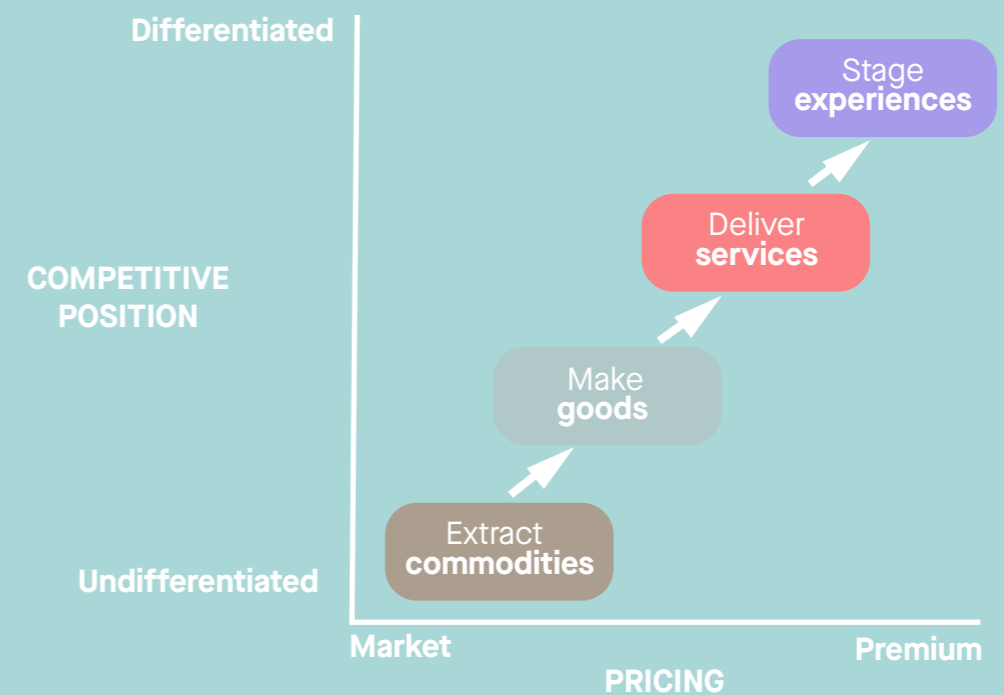 Differentiated
Stage
experiences
Deliver
services
COMPETITIVE
POSITION
Make
goods
Extract
commodities
Undifferentiated
Market
Premium
PRICING